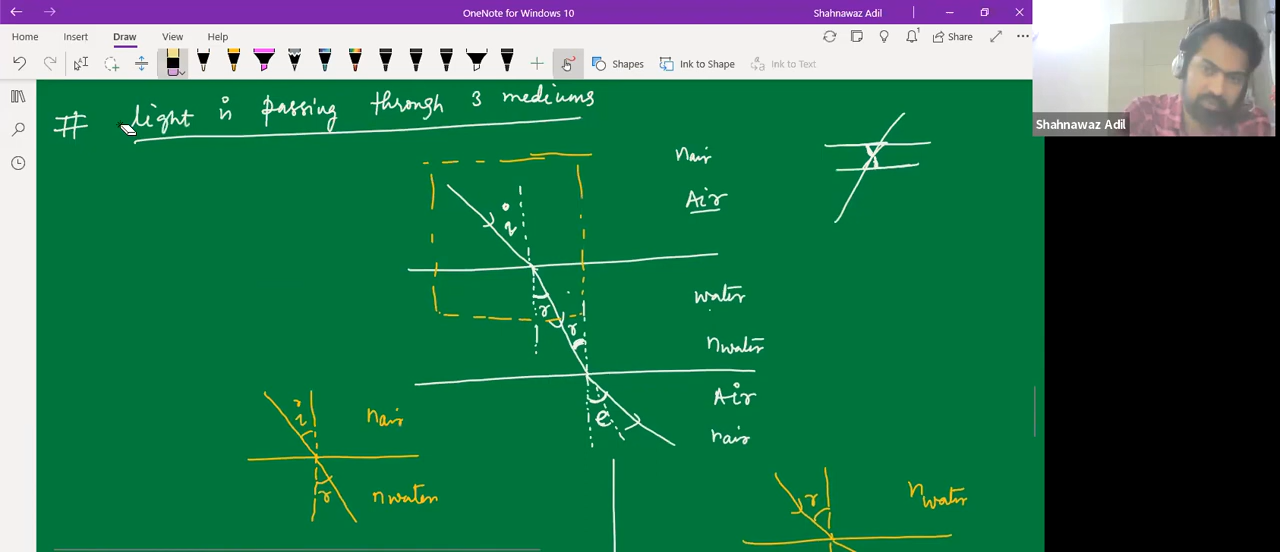 OneNote for Windows 10
Shahnawaz Adil
Home Insert Draw View Help
Share
Shapes
Ink to Shape
Ink to Text
Shahnawaz Adil
# light is passing through 3 mediums
nair
Air
i
water
r
r
nwater
Air
e
nair
i
nair
r
nwater
r
nwater